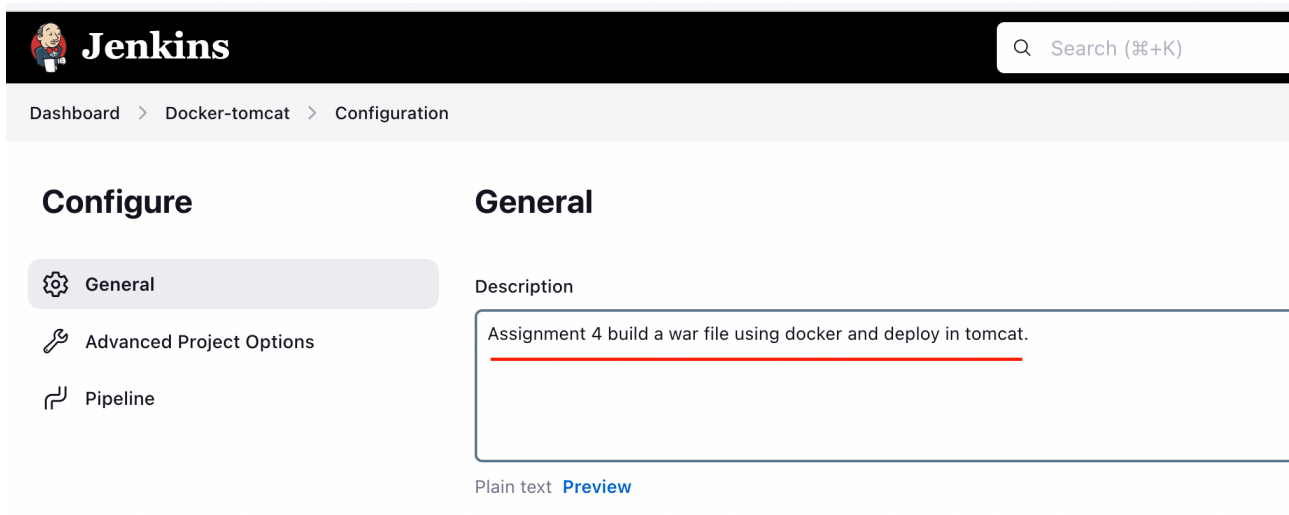 Jenkins
Search (⌘+K)
Dashboard > Docker-tomcat > Configuration
Configure
General
Advanced Project Options
Pipeline
General
Description
Assignment 4 build a war file using docker and deploy in tomcat.
Plain text Preview